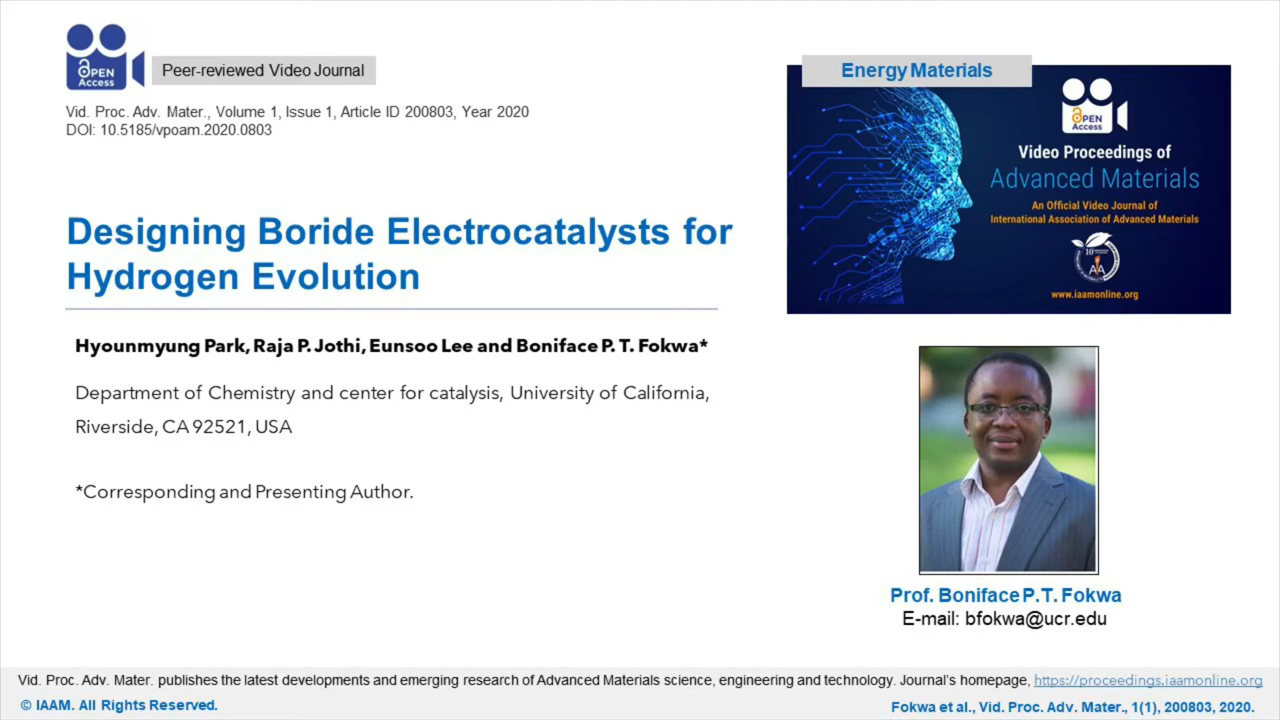 OPEN
Access
Peer-reviewed Video Journal
Vid. Proc. Adv. Mater., Volume 1, Issue 1, Article ID 200803, Year 2020
DOI: 10.5185/vpoam.2020.0803
Designing Boride Electrocatalysts for
Hydrogen Evolution
Hyounmyung Park, Raja P. Jothi, Eunsoo Lee and Boniface P. T. Fokwa*
Department of Chemistry and center for catalysis, University of California,
Riverside, CA 92521, USA
*Corresponding and Presenting Author.
Energy Materials
OPEN
Access
Video Proceedings of
Advanced Materials
An Official Video Journal of
International Association of Advanced Materials
www.iaamonline.org
Prof. Boniface P.T. Fokwa
E-mail: bfokwa@ucr.edu
Vid. Proc. Adv. Mater. publishes the latest developments and emerging research of Advanced Materials science, engineering and technology. Journal's homepage, https://proceedings.iaamonline.org
© IAAM. All Rights Reserved.
Fokwa et al., Vid. Proc. Adv. Mater., 1(1), 200803, 2020.